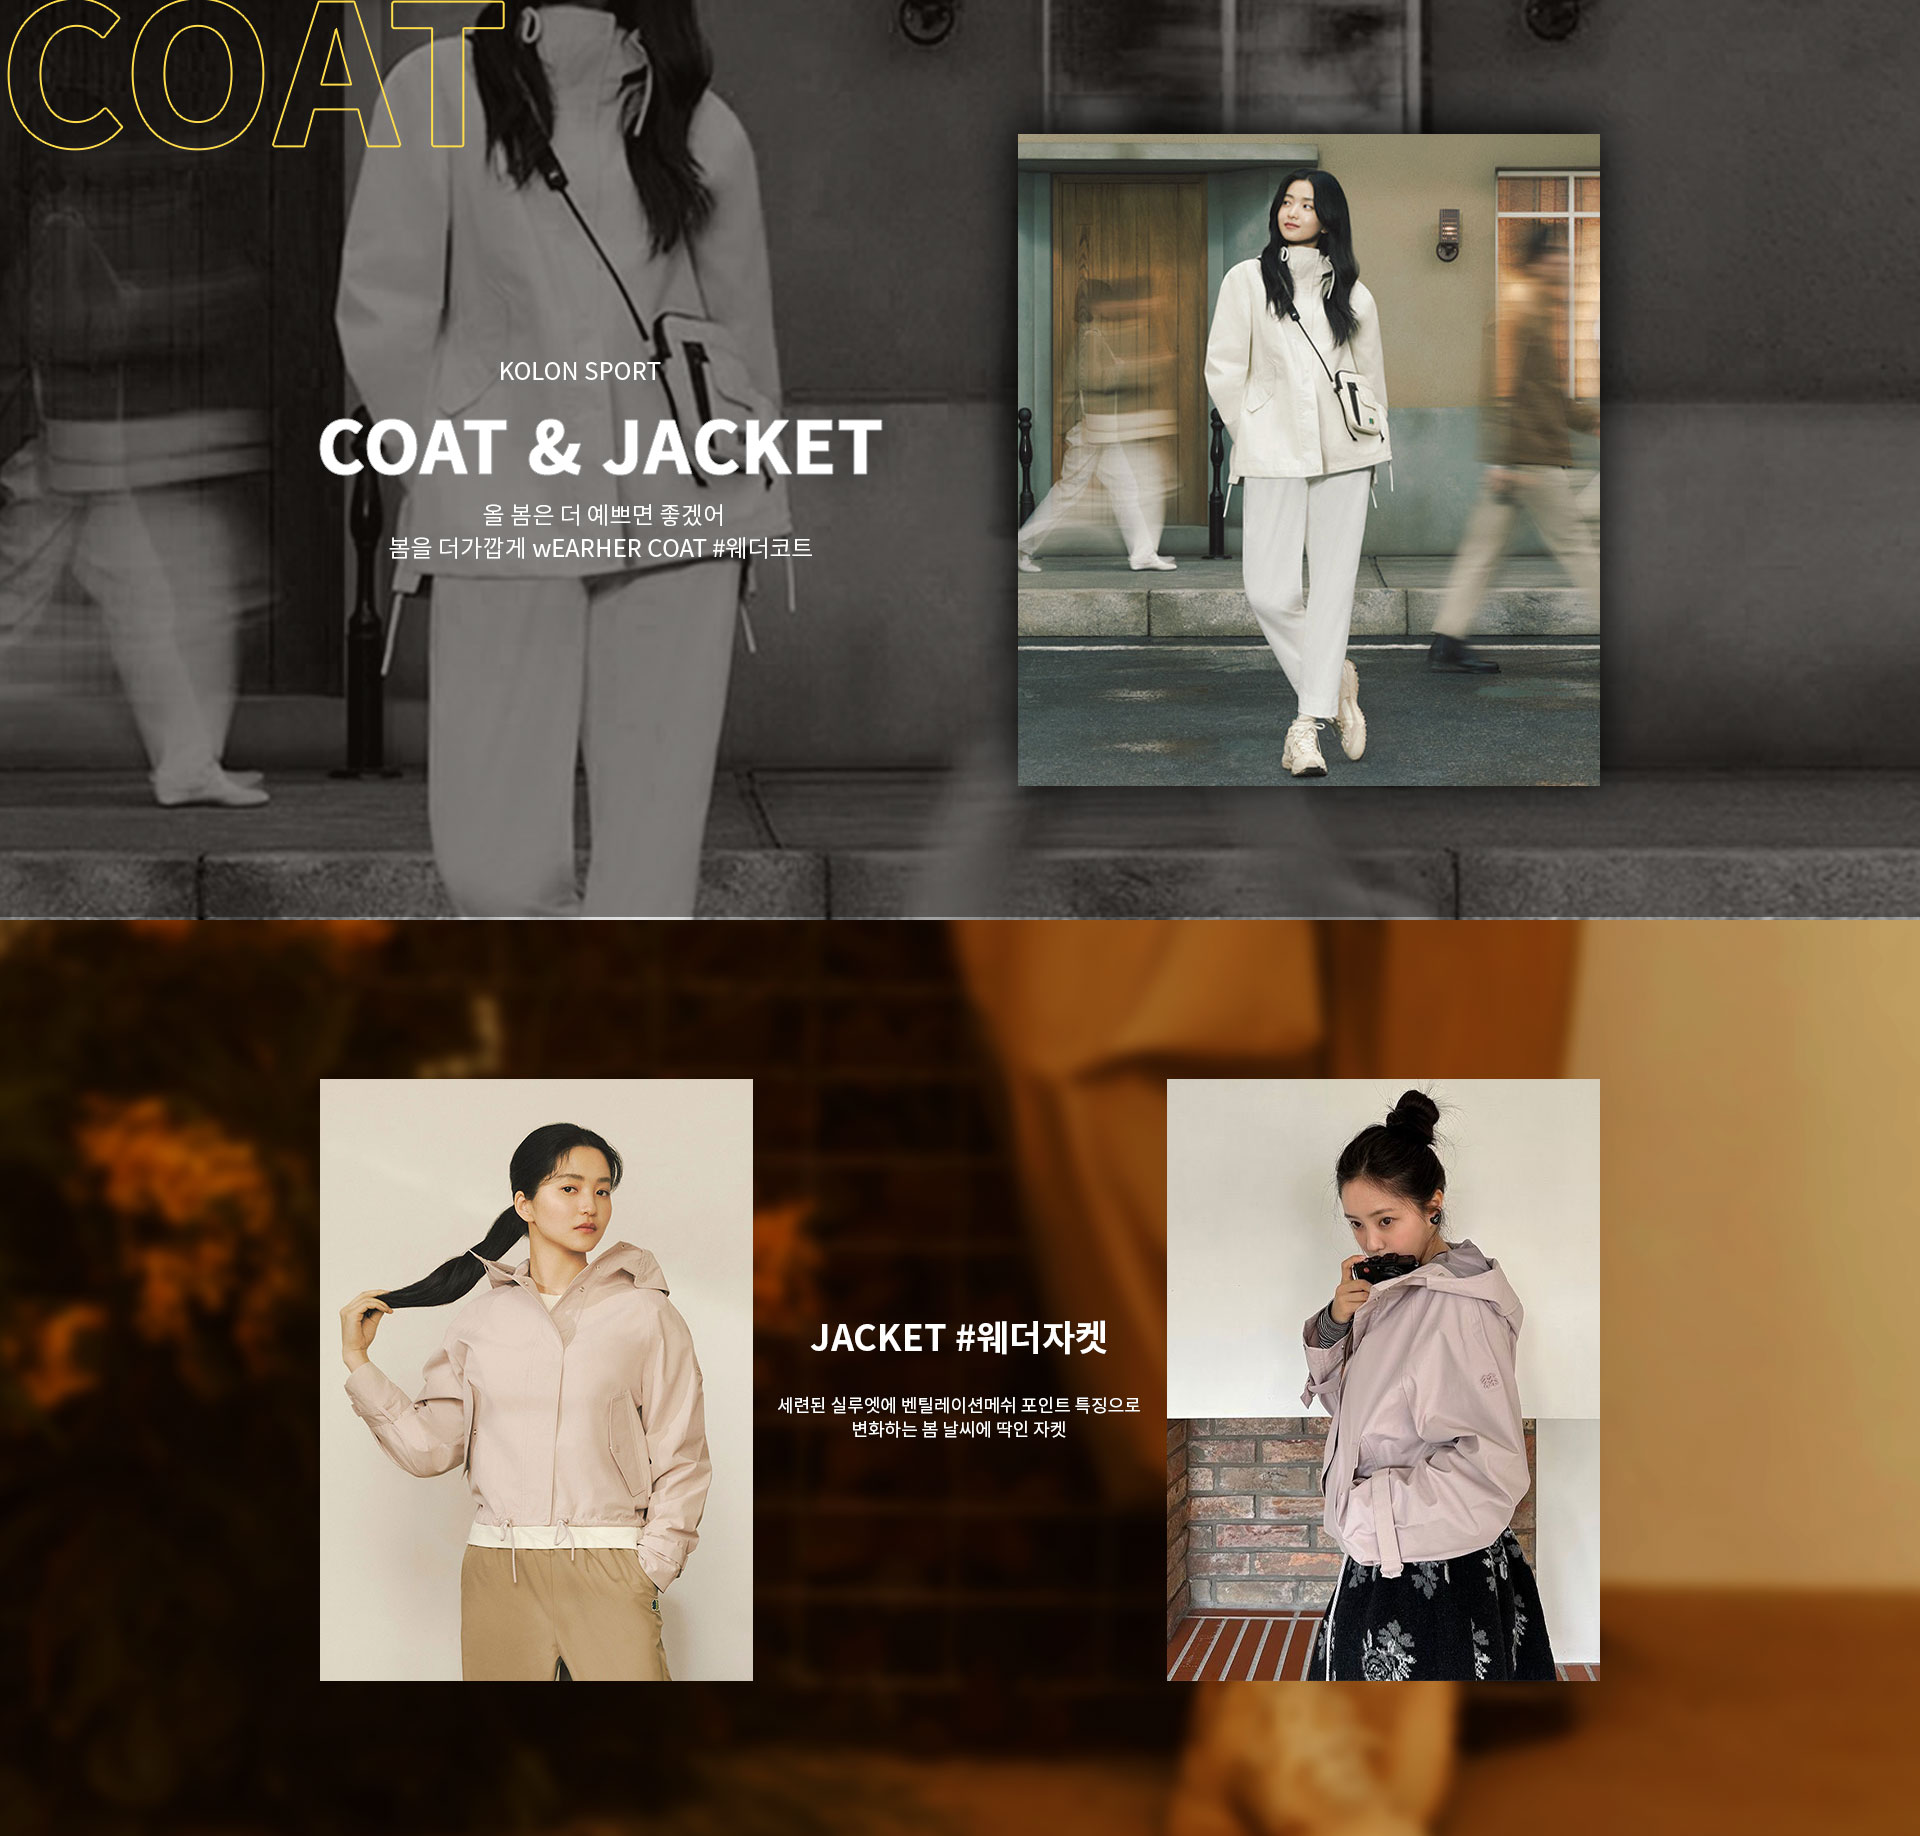 COAT
KOLON SPORT
COAT & JACKET
올 봄은 더 예쁘면 좋겠어
봄을 더가깝게 wEARHER COAT #웨더코트
JACKET #웨더자켓
세련된 실루엣에 벤틸레이션메쉬 포인트 특징으로
변화하는 봄 날씨에 딱인 자켓